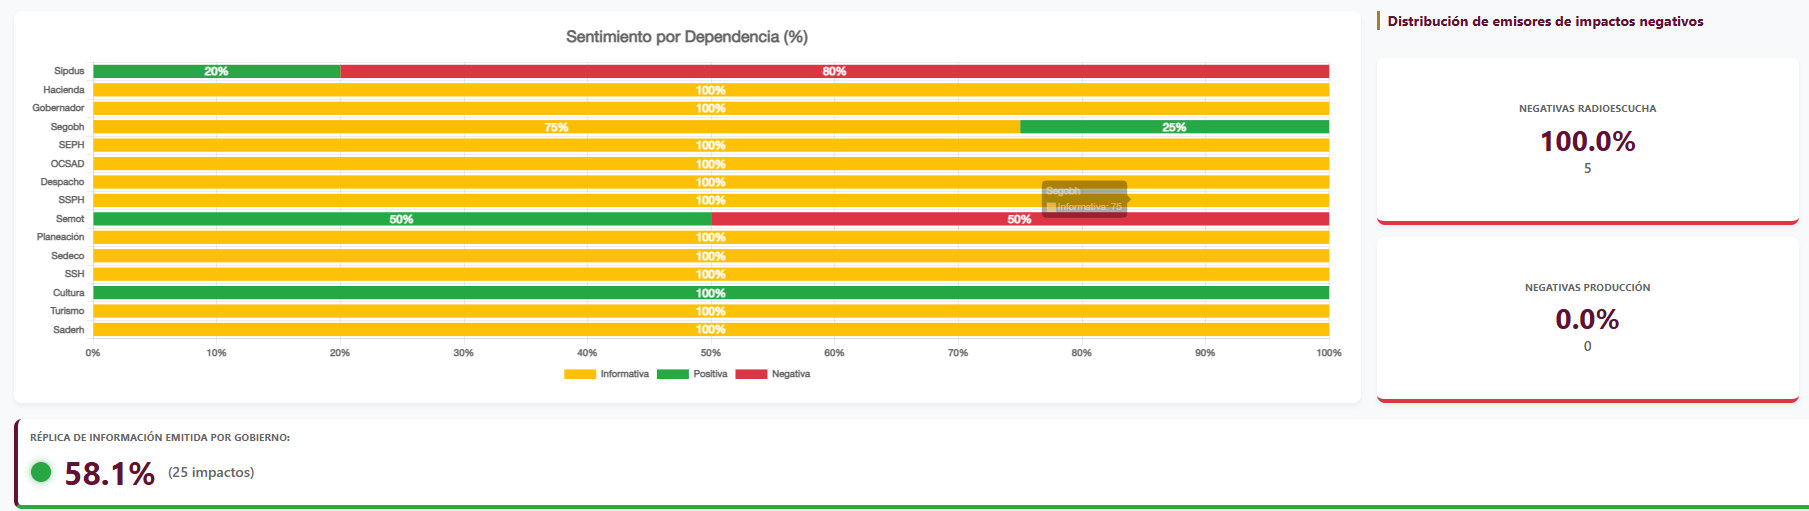 Sentimiento por Dependencia (%)
Sipdus 20% 80%
Hacienda 100%
Gobernador 100%
Segobh 75% 25%
SEPH 100%
OCSAD 100%
Despacho 100%
SSPH 100%
Segobh
Informativa: 75
Semot 50% 50%
Planeación 100%
Sedeco 100%
SSH 100%
Cultura 100%
Turismo 100%
Saderh 100%
0% 10% 20% 30% 40% 50% 60% 70% 80% 90% 100%
Informativa Positiva Negativa
Distribución de emisores de impactos negativos
NEGATIVAS RADIOESCUCHA
100.0%
5
NEGATIVAS PRODUCCIÓN
0.0%
0
RÉPLICA DE INFORMACIÓN EMITIDA POR GOBIERNO:
58.1% (25 impactos)